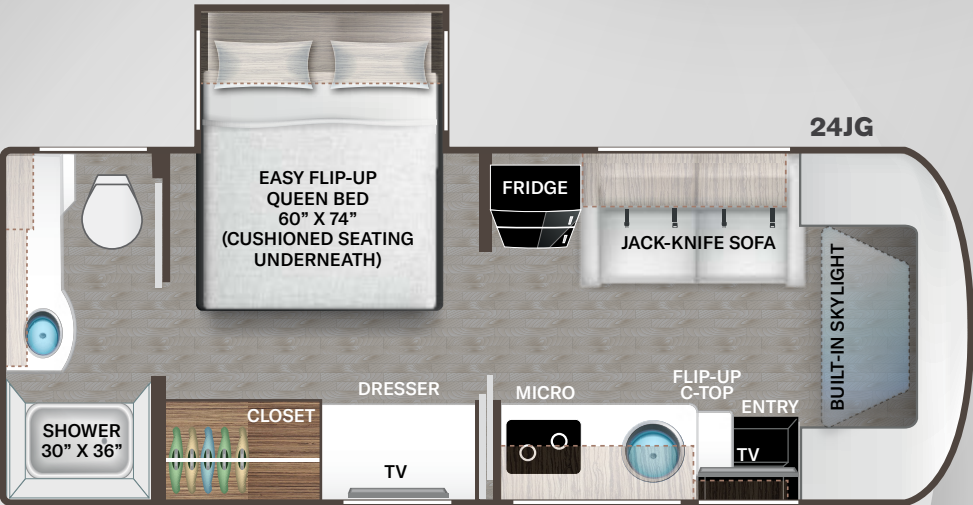 24JG
EASY FLIP-UP
QUEEN BED
60” X 74”
(CUSHIONED SEATING
UNDERNEATH)
FRIDGE
JACK-KNIFE SOFA
BUILT-IN SKYLIGHT
SHOWER
30” X 36”
CLOSET
DRESSER
TV
MICRO
FLIP-UP
C-TOP
ENTRY
TV